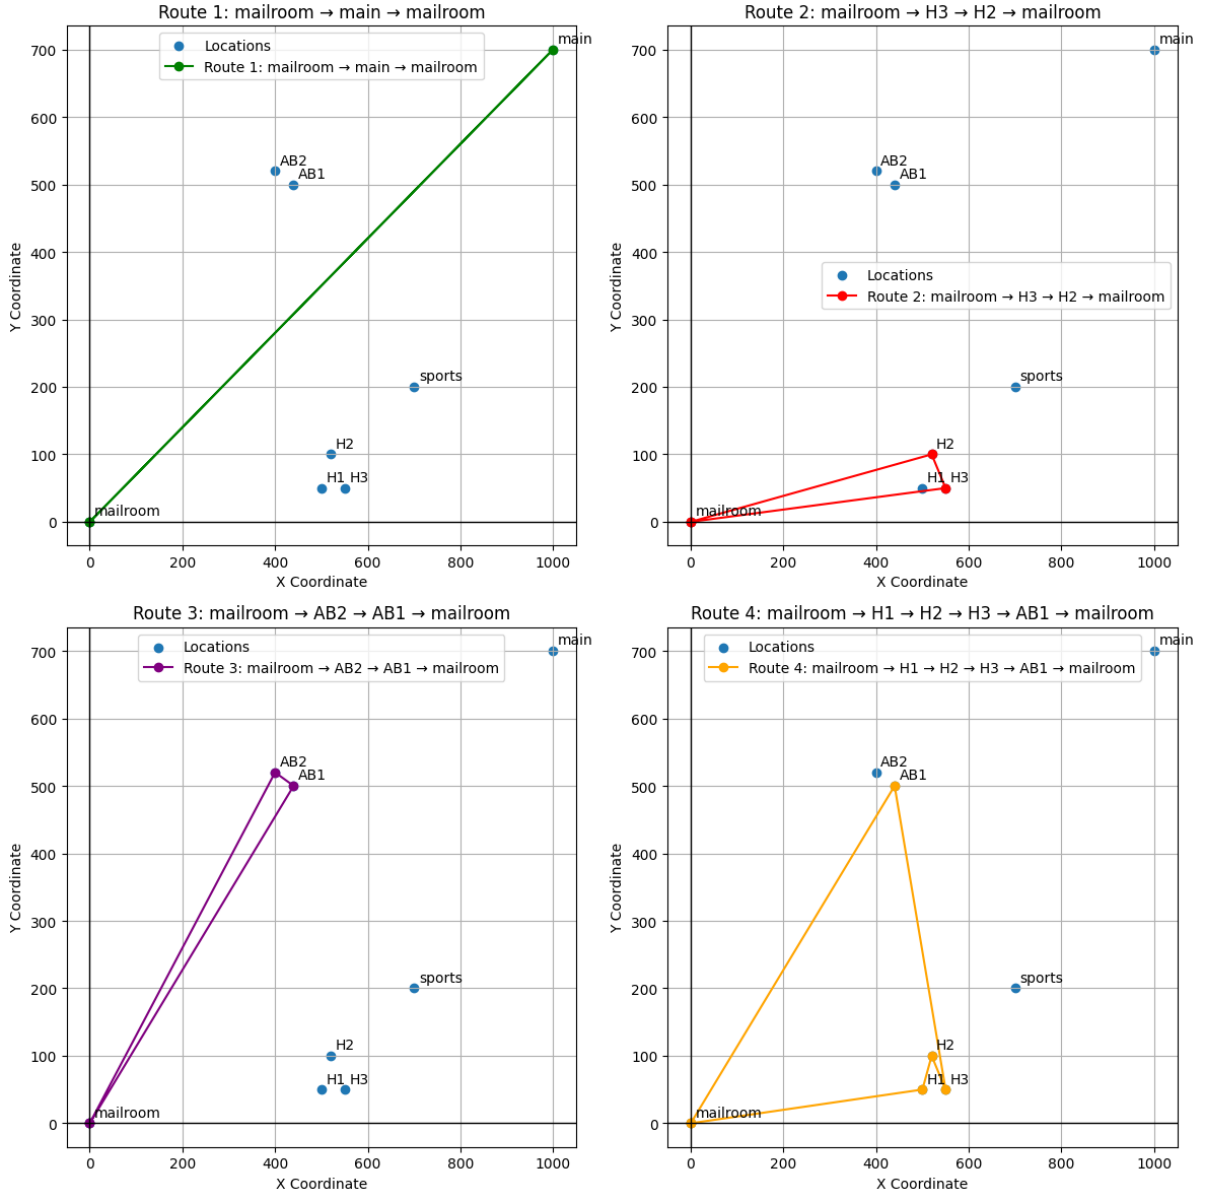 Route 1: mailroom → main → mailroom
Locations
Route 1: mailroom → main → mailroom
main
AB2
AB1
sports
H2
H1 H3
mailroom
700
600
500
400
300
200
100
0
Y Coordinate
0 200 400 600 800 1000
X Coordinate
Route 2: mailroom → H3 → H2 → mailroom
main
AB2
AB1
Locations
Route 2: mailroom → H3 → H2 → mailroom
sports
H2
H1 H3
mailroom
700
600
500
400
300
200
100
0
Y Coordinate
0 200 400 600 800 1000
X Coordinate
Route 3: mailroom → AB2 → AB1 → mailroom
Locations
Route 3: mailroom → AB2 → AB1 → mailroom
main
AB2
AB1
sports
H2
H1 H3
mailroom
700
600
500
400
300
200
100
0
Y Coordinate
0 200 400 600 800 1000
X Coordinate
Route 4: mailroom → H1 → H2 → H3 → AB1 → mailroom
Locations
Route 4: mailroom → H1 → H2 → H3 → AB1 → mailroom
main
AB2
AB1
sports
H2
H1 H3
mailroom
700
600
500
400
300
200
100
0
Y Coordinate
0 200 400 600 800 1000
X Coordinate